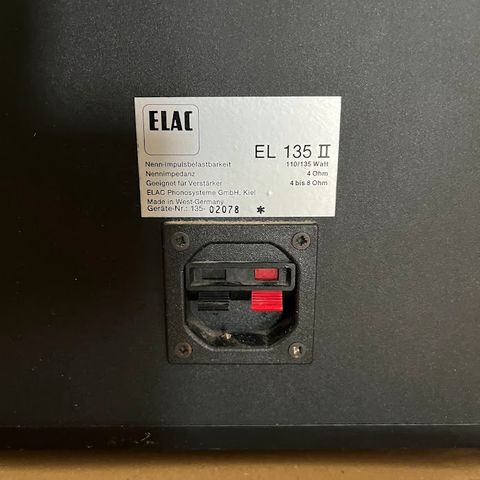 ELAC
EL 135 II
Nenn-Impulsbelastbarkeit 110/135 Watt
Nennimpedanz 4 Ohm
Geeignet für Verstärker 4 bis 8 Ohm
ELAC Phonosysteme GmbH, Kiel
Made in West-Germany
Geräte-Nr.: 135- 02078 *